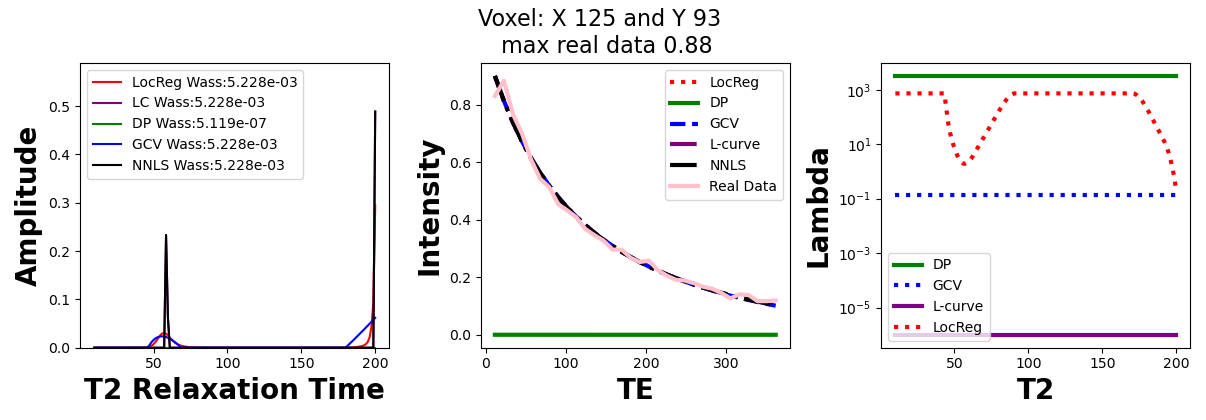 Voxel: X 125 and Y 93
max real data 0.88
Amplitude
0.5
0.4
0.3
0.2
0.1
0.0
LocReg Wass:5.228e-03
LC Wass:5.228e-03
DP Wass:5.119e-07
GCV Wass:5.228e-03
NNLS Wass:5.228e-03
50
100
150
200
T2 Relaxation Time
Intensity
0.8
0.6
0.4
0.2
0.0
LocReg
DP
GCV
L-curve
NNLS
Real Data
0
100
200
300
TE
Lambda
10³
10¹
10⁻¹
10⁻³
10⁻⁵
DP
GCV
L-curve
LocReg
50
100
150
200
T2